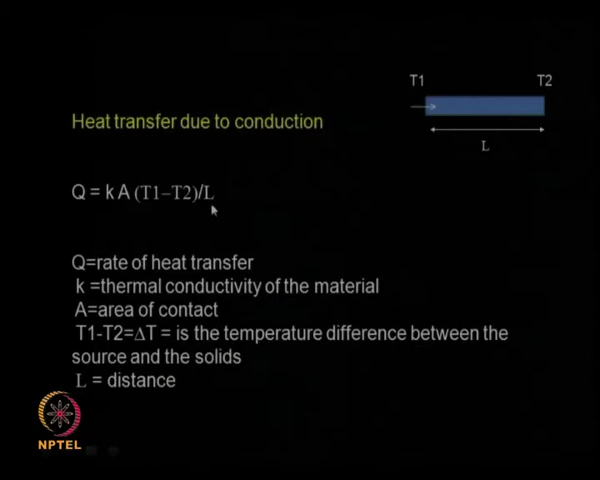 T1 T2
Heat transfer due to conduction
L
Q = k A (T1–T2)/L
Q=rate of heat transfer
k =thermal conductivity of the material
A=area of contact
T1-T2=ΔT = is the temperature difference between the
source and the solids
L = distance
NPTEL